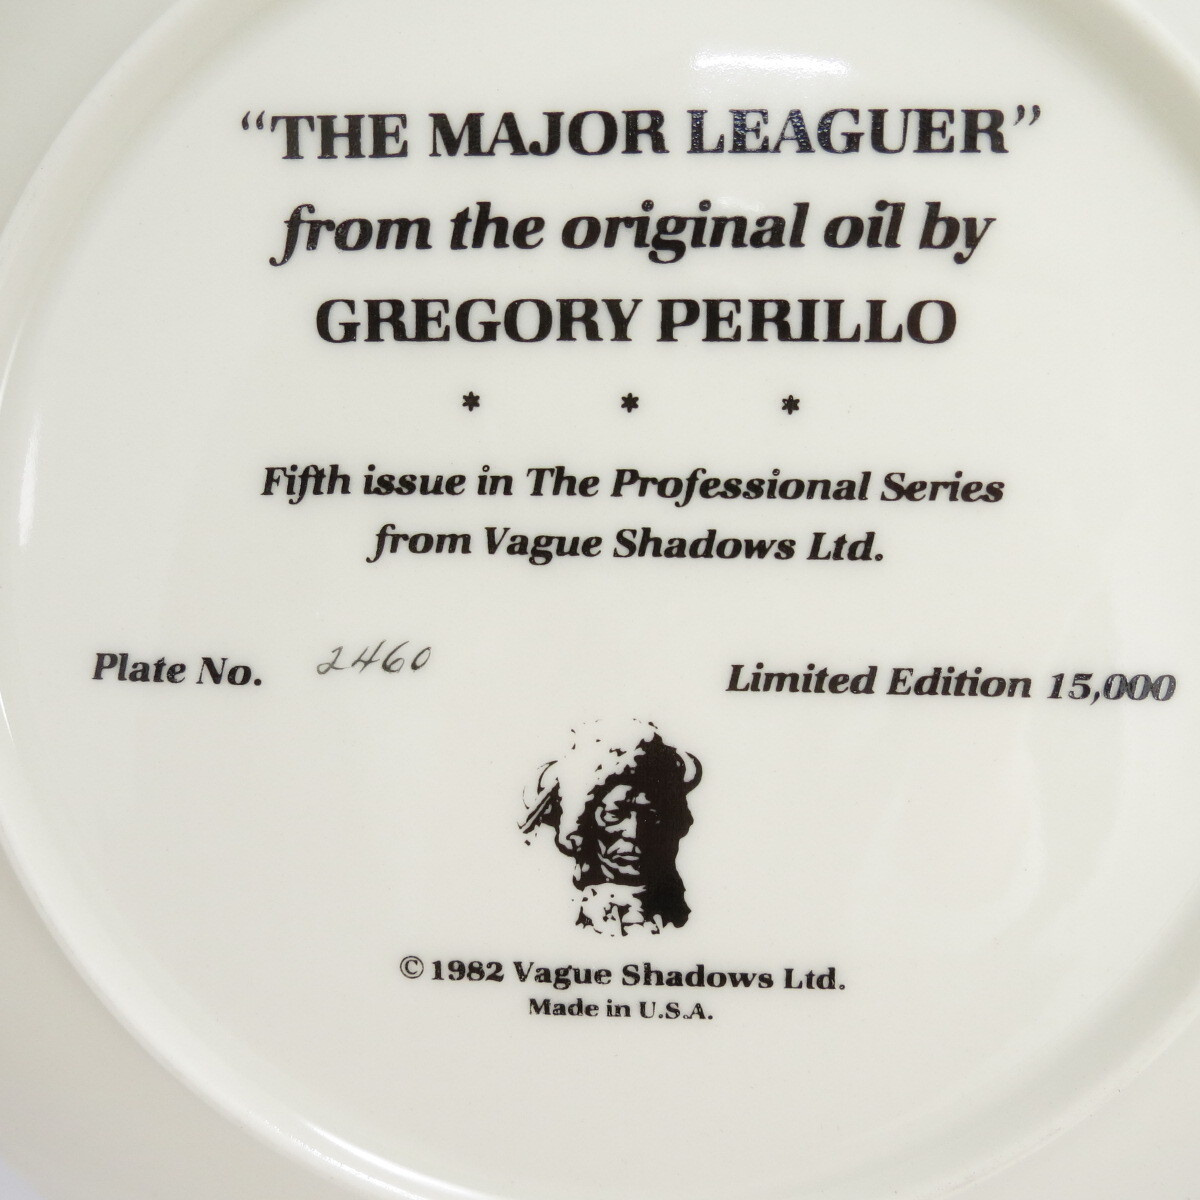 “THE MAJOR LEAGUER”
from the original oil by
GREGORY PERILLO
* * *
Fifth issue in The Professional Series
from Vague Shadows Ltd.
Plate No. 2460 Limited Edition 15,000
© 1982 Vague Shadows Ltd.
Made in U.S.A.